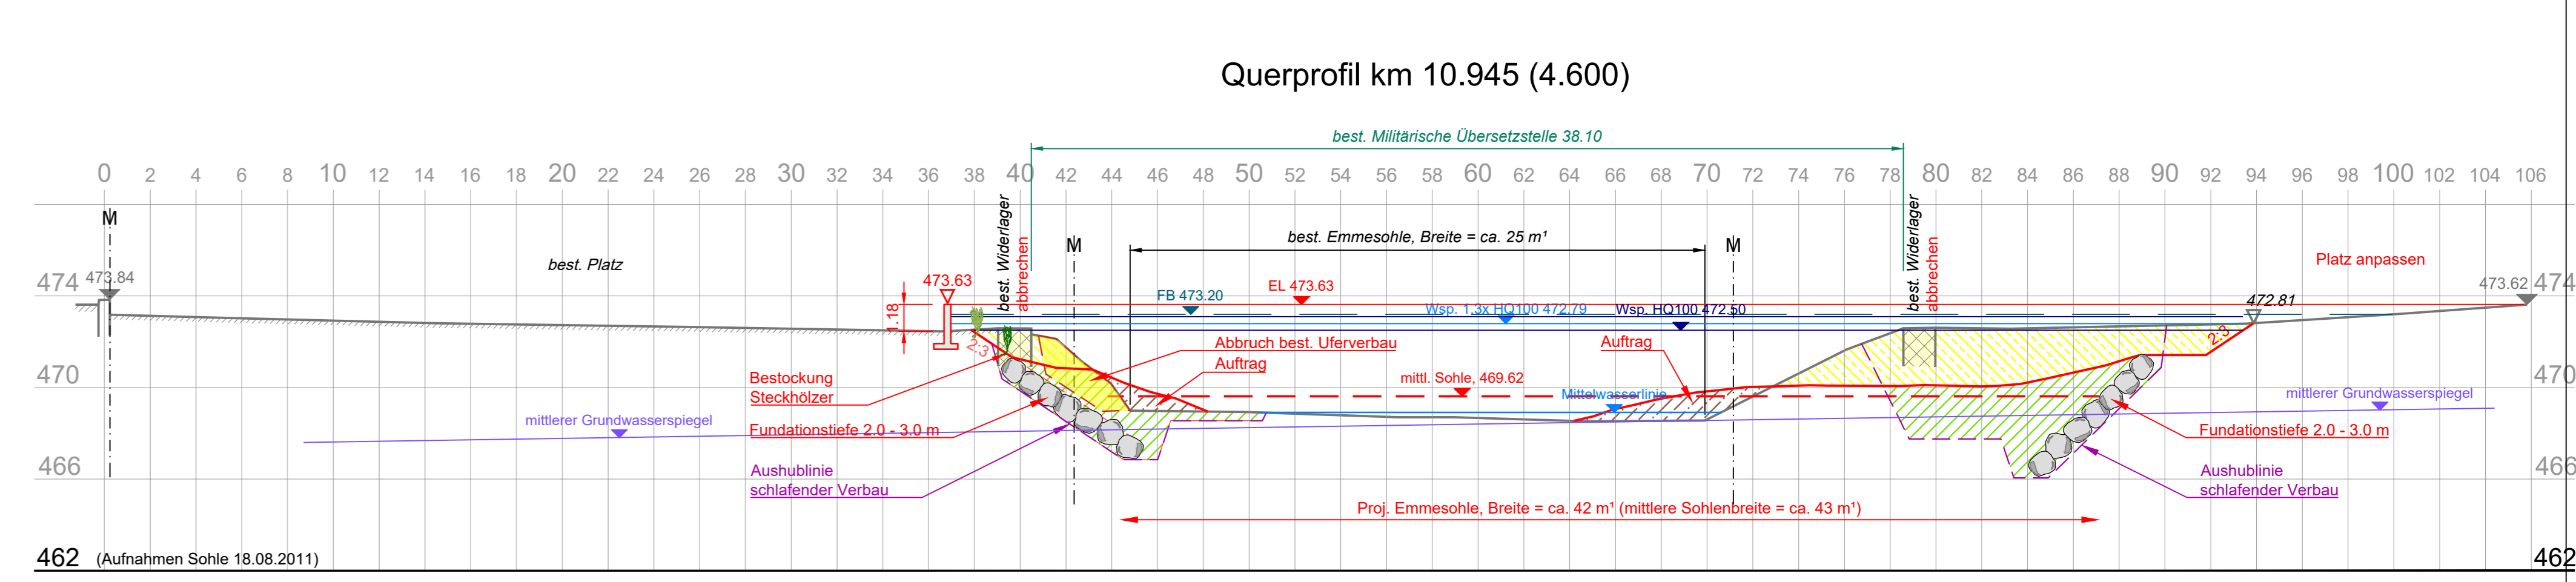 Querprofil km 10.945 (4.600)
best. Militärische Übersetzstelle 38.10
0 2 4 6 8 10 12 14 16 18 20 22 24 26 28 30 32 34 36 38 40 42 44 46 48 50 52 54 56 58 60 62 64 66 68 70 72 74 76 78 80 82 84 86 88 90 92 94 96 98 100 102 104 106
M
best. Widerlager
abbrechen
M
best. Emmesohle, Breite = ca. 25 m¹
M
best. Widerlager
abbrechen
best. Platz
Platz anpassen
474
473.84
473.63
1.18
FB 473.20
EL 473.63
Wsp. 1.3x HQ100 472.79
Wsp. HQ100 472.50
472.81
473.62
474
2:3
Abbruch best. Uferverbau
Auftrag
Auftrag
2:3
470
Bestockung
Steckhölzer
mittl. Sohle, 469.62
Mittelwasserlinie
470
mittlerer Grundwasserspiegel
mittlerer Grundwasserspiegel
Fundationstiefe 2.0 - 3.0 m
Fundationstiefe 2.0 - 3.0 m
466
Aushublinie
schlafender Verbau
Aushublinie
schlafender Verbau
466
Proj. Emmesohle, Breite = ca. 42 m¹ (mittlere Sohlenbreite = ca. 43 m¹)
462 (Aufnahmen Sohle 18.08.2011)
462